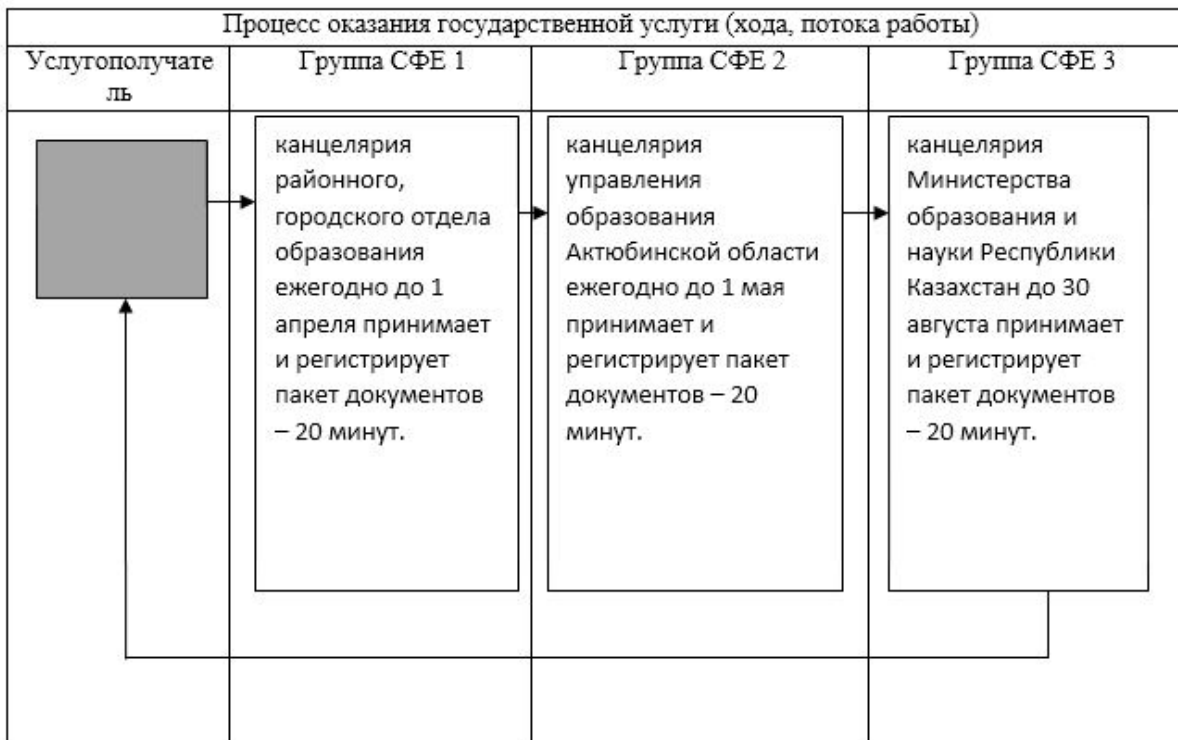 Процесс оказания государственной услуги (хода, потока работы)
Услугополучате
ль
Группа СФЕ 1
Группа СФЕ 2
Группа СФЕ 3
канцелярия
районного,
городского отдела
образования
ежегодно до 1
апреля принимает
и регистрирует
пакет документов
– 20 минут.
канцелярия
управления
образования
Актюбинской области
ежегодно до 1 мая
принимает и
регистрирует пакет
документов – 20
минут.
канцелярия
Министерства
образования и
науки Республики
Казахстан до 30
августа принимает
и регистрирует
пакет документов
– 20 минут.